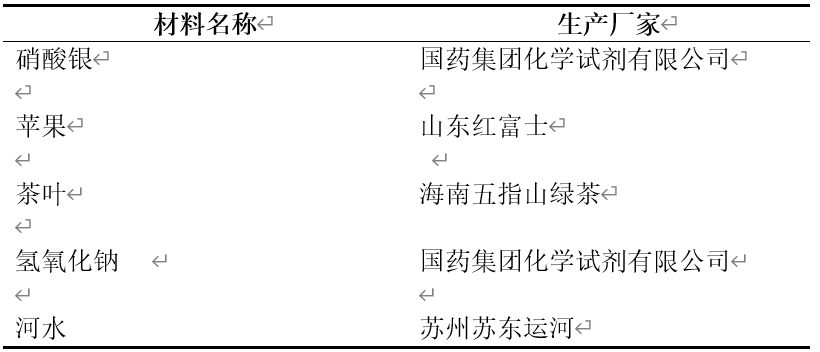 材料名称 生产厂家
硝酸银 国药集团化学试剂有限公司
苹果 山东红富士
茶叶 海南五指山绿茶
氢氧化钠 国药集团化学试剂有限公司
河水 苏州苏东运河